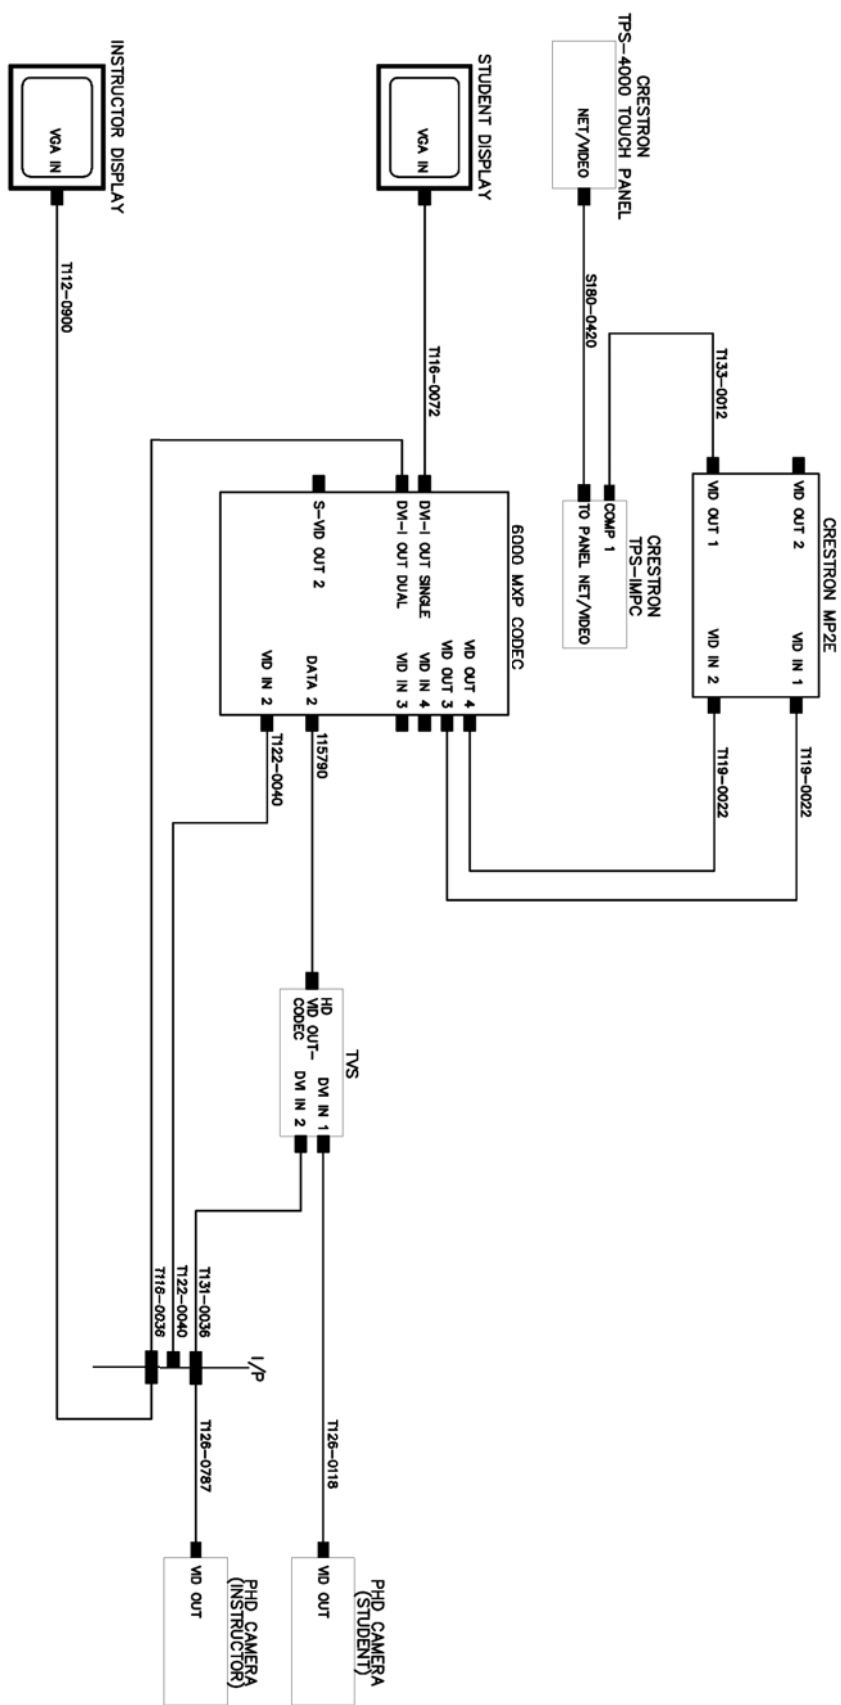 CRESTRON
TPS-4000 TOUCH PANEL
NET/VIDEO
S180-0420
STUDENT DISPLAY
VGA IN
T116-0072
INSTRUCTOR DISPLAY
VGA IN
T112-0900
CRESTRON MP2E
VID OUT 2
VID OUT 1
VID IN 1
VID IN 2
T133-0012
T119-0022
T119-0022
CRESTRON
TPS-IMPC
COMP 1
TO PANEL NET/VIDEO
6000 MXP CODEC
DVI-I OUT SINGLE
DVI-I OUT DUAL
S-VID OUT 2
VID OUT 4
VID OUT 3
VID IN 4
VID IN 3
DATA 2
VID IN 2
115790
T122-0040
TVS
HD
VID OUT-
CODEC
DVI IN 1
DVI IN 2
I/P
T131-0036
T122-0040
T116-0036
T126-0118
T126-0787
PHD CAMERA
(STUDENT)
VID OUT
PHD CAMERA
(INSTRUCTOR)
VID OUT